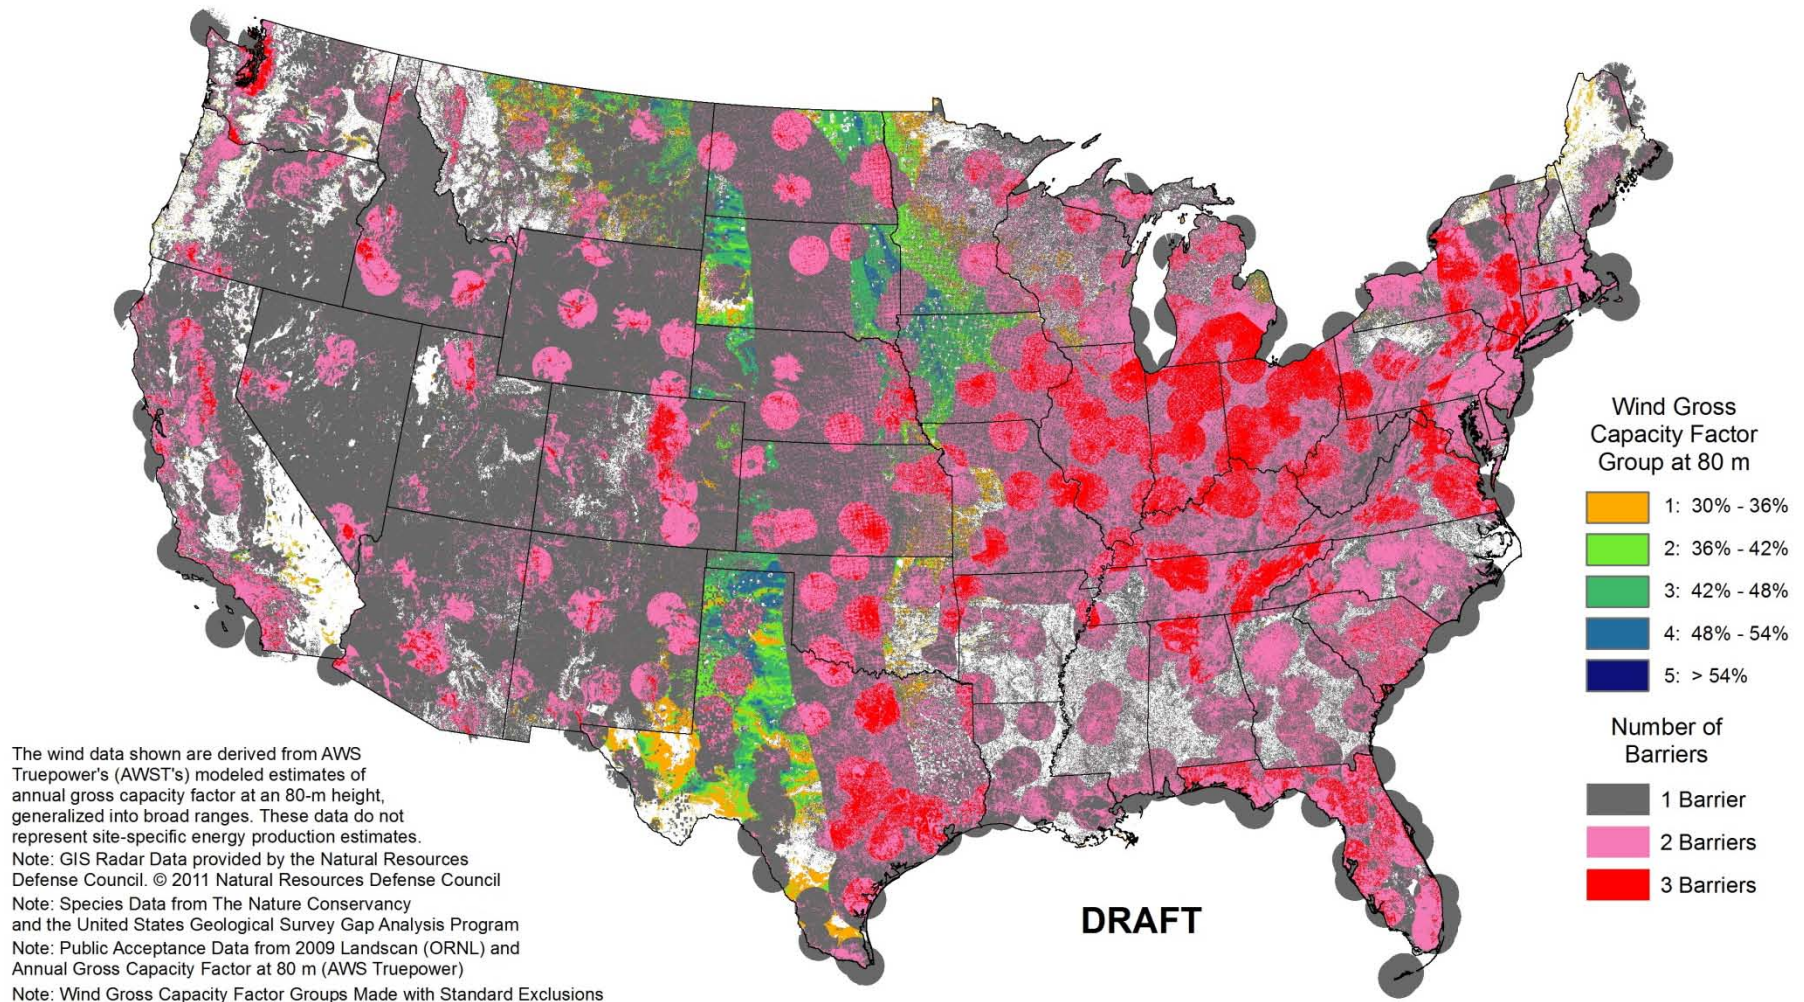 Wind Gross
Capacity Factor
Group at 80 m
1: 30% - 36%
2: 36% - 42%
3: 42% - 48%
4: 48% - 54%
5: > 54%
Number of
Barriers
1 Barrier
2 Barriers
3 Barriers
The wind data shown are derived from AWS
Truepower's (AWST's) modeled estimates of
annual gross capacity factor at an 80-m height,
generalized into broad ranges. These data do not
represent site-specific energy production estimates.
Note: GIS Radar Data provided by the Natural Resources
Defense Council. © 2011 Natural Resources Defense Council
Note: Species Data from The Nature Conservancy
and the United States Geological Survey Gap Analysis Program
Note: Public Acceptance Data from 2009 Landscan (ORNL) and
Annual Gross Capacity Factor at 80 m (AWS Truepower)
Note: Wind Gross Capacity Factor Groups Made with Standard Exclusions
DRAFT